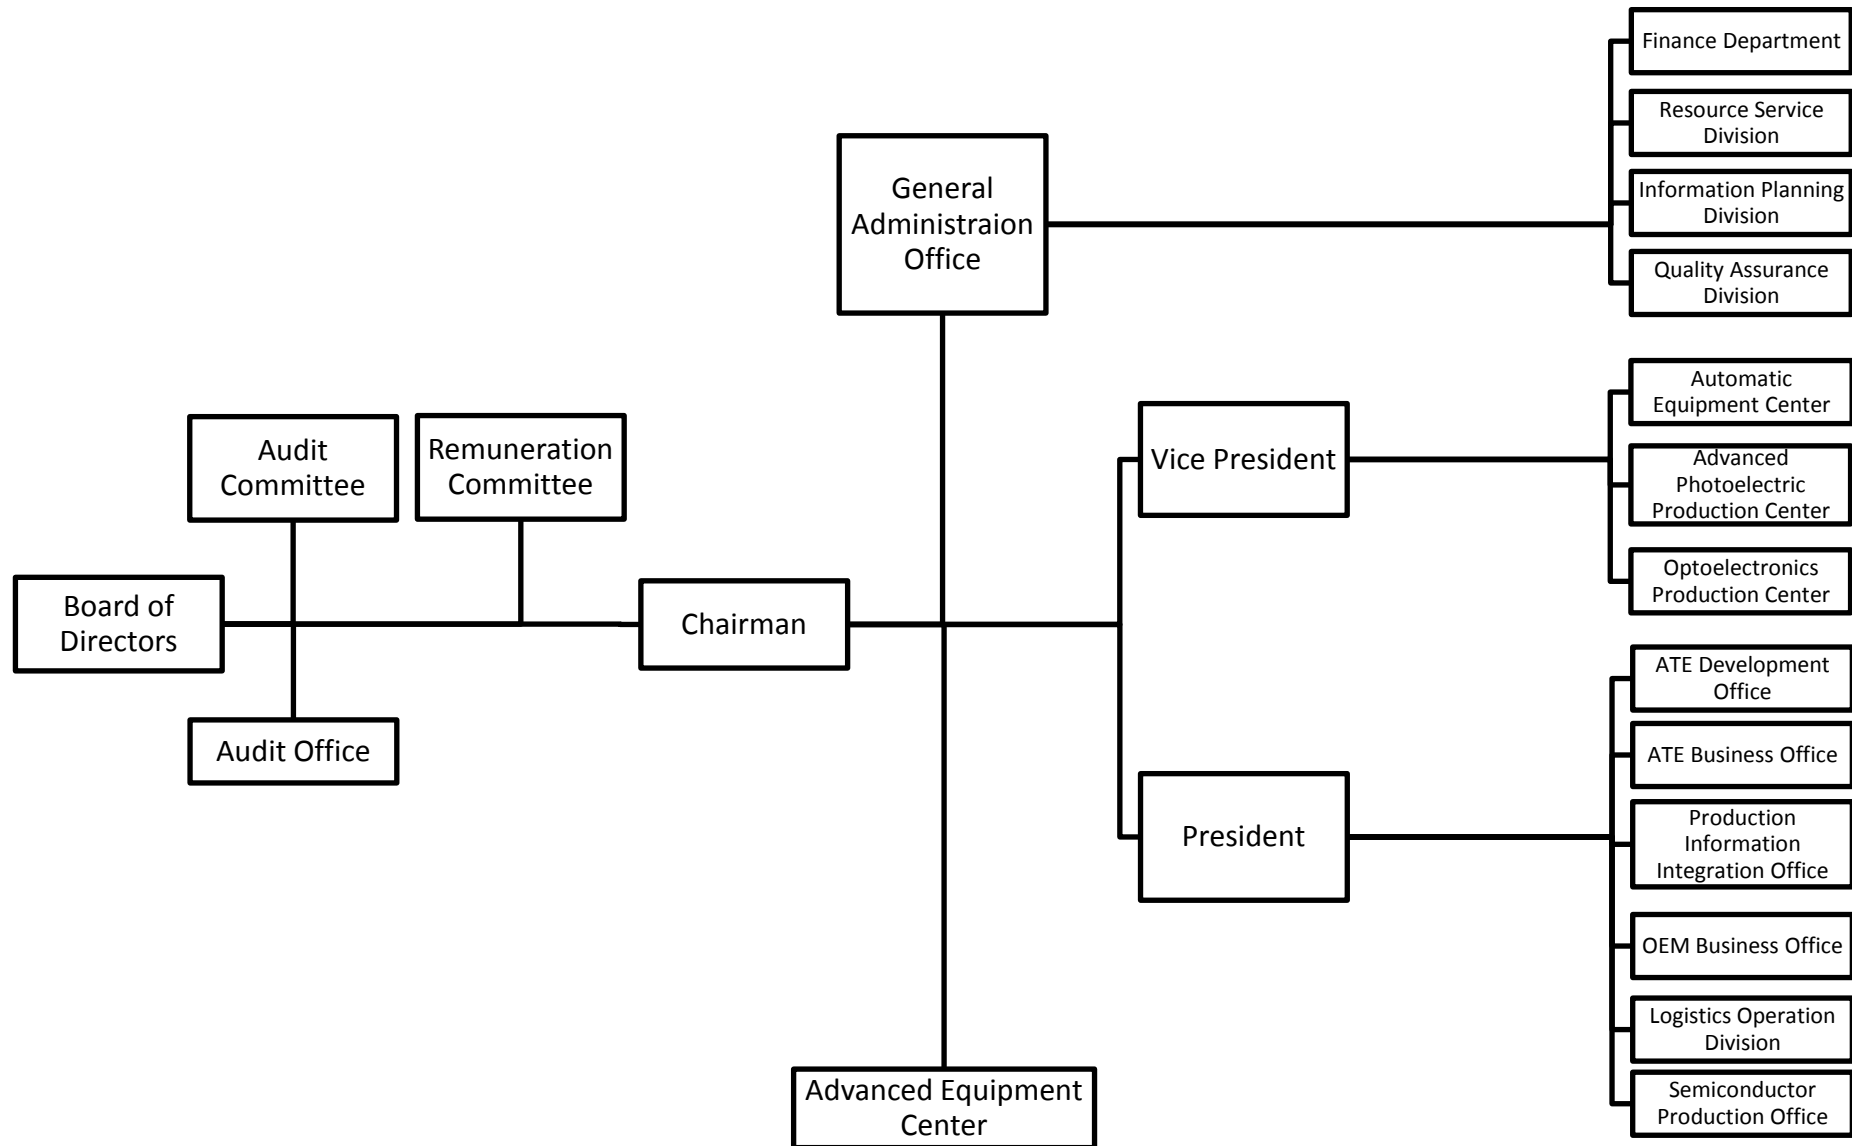 Finance Department
Resource Service
Division
General
Administraion
Office
Information Planning
Division
Quality Assurance
Division
Automatic
Equipment Center
Audit
Committee
Remuneration
Committee
Vice President
Advanced
Photoelectric
Production Center
Optoelectronics
Production Center
Board of
Directors
Chairman
ATE Development
Office
Audit Office
ATE Business Office
President
Production
Information
Integration Office
OEM Business Office
Logistics Operation
Division
Advanced Equipment
Center
Semiconductor
Production Office